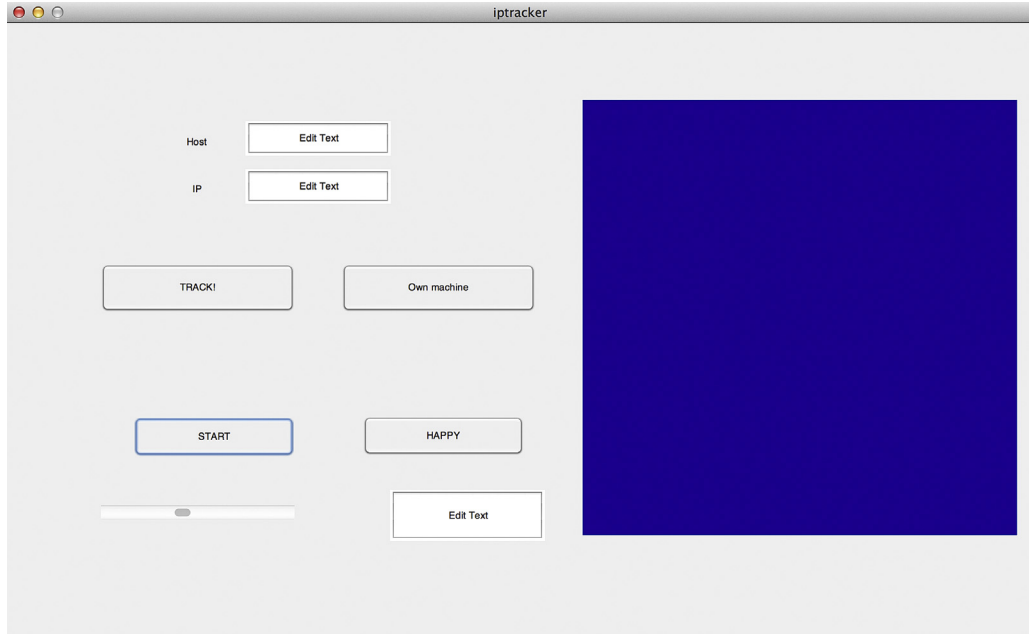 iptracker
Host
Edit Text
IP
Edit Text
TRACK!
Own machine
START
HAPPY
Edit Text